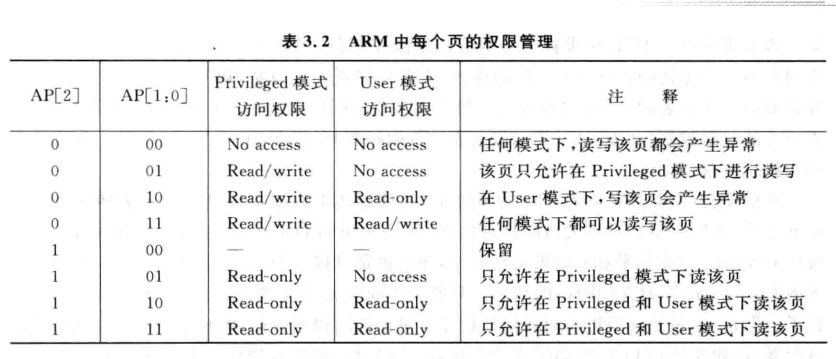 表 3.2 ARM 中每个页的权限管理
AP[2] AP[1:0] Privileged 模式访问权限 User 模式访问权限 注 释
0 00 No access No access 任何模式下,读写该页都会产生异常
0 01 Read/write No access 该页只允许在 Privileged 模式下进行读写
0 10 Read/write Read-only 在 User 模式下,写该页会产生异常
0 11 Read/write Read/write 任何模式下都可以读写该页
1 00 — — 保留
1 01 Read-only No access 只允许在 Privileged 模式下读该页
1 10 Read-only Read-only 只允许在 Privileged 和 User 模式下读该页
1 11 Read-only Read-only 只允许在 Privileged 和 User 模式下读该页